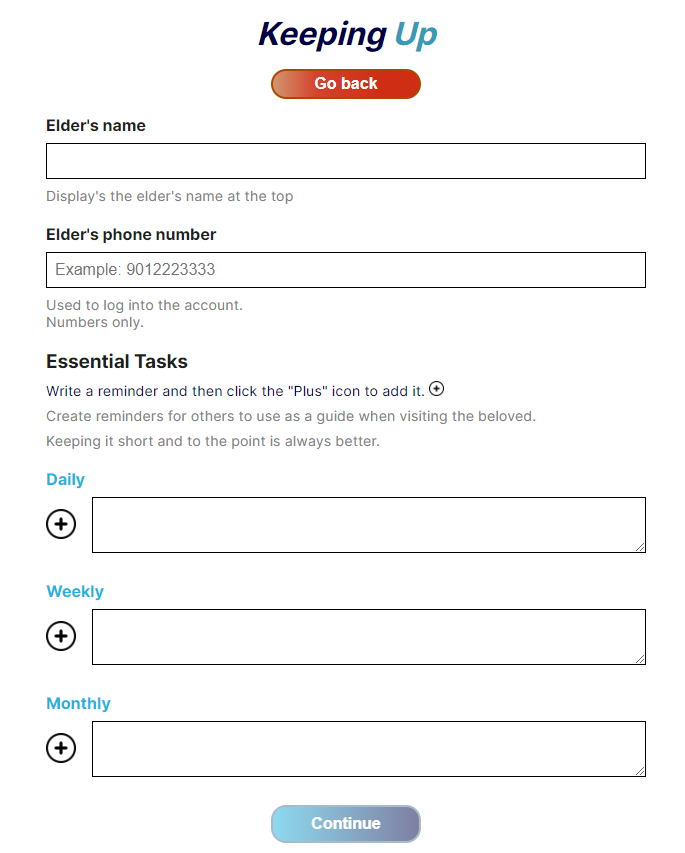 Keeping Up
Go back
Elder's name
Display's the elder's name at the top
Elder's phone number
Example: 9012223333
Used to log into the account.
Numbers only.
Essential Tasks
Write a reminder and then click the "Plus" icon to add it.
Create reminders for others to use as a guide when visiting the beloved.
Keeping it short and to the point is always better.
Daily
Weekly
Monthly
Continue